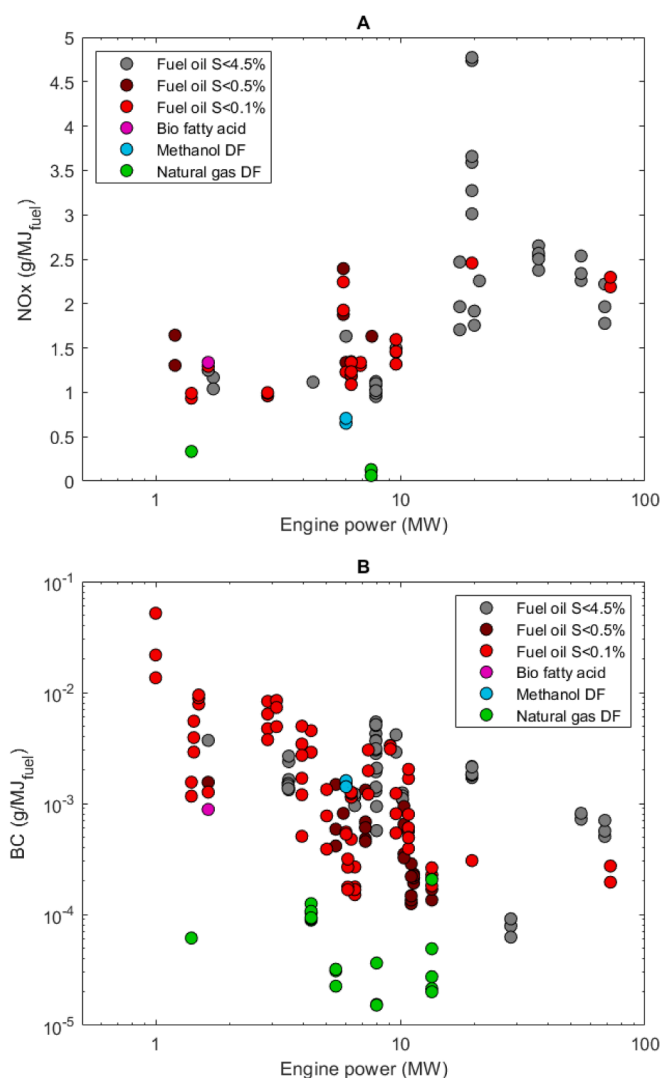 A
5
4.5
4
3.5
3
2.5
2
1.5
1
0.5
0
NOx (g/MJfuel)
Fuel oil S<4.5%
Fuel oil S<0.5%
Fuel oil S<0.1%
Bio fatty acid
Methanol DF
Natural gas DF
1 10 100
Engine power (MW)
B
10-1
10-2
10-3
10-4
10-5
BC (g/MJfuel)
Fuel oil S<4.5%
Fuel oil S<0.5%
Fuel oil S<0.1%
Bio fatty acid
Methanol DF
Natural gas DF
1 10 100
Engine power (MW)